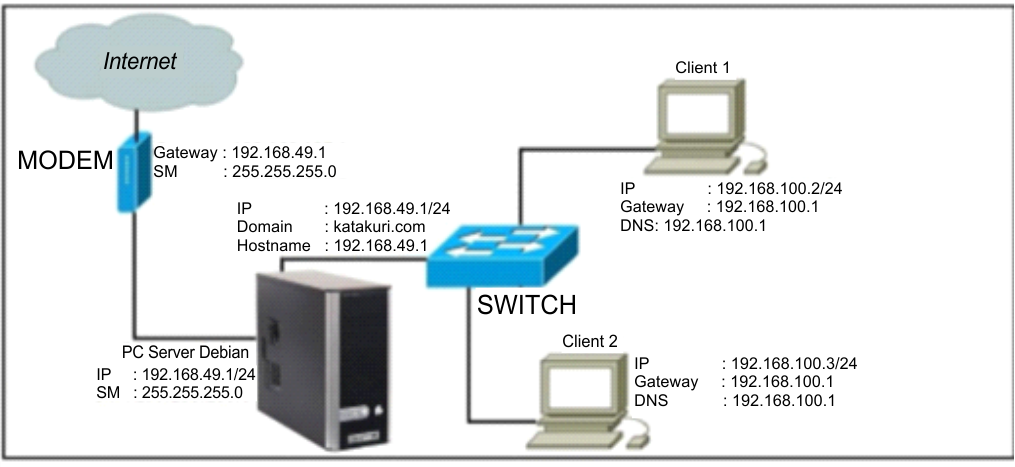 Internet
MODEM
Gateway : 192.168.49.1
SM : 255.255.255.0
IP : 192.168.49.1/24
Domain : katakuri.com
Hostname : 192.168.49.1
Client 1
IP : 192.168.100.2/24
Gateway : 192.168.100.1
DNS: 192.168.100.1
SWITCH
PC Server Debian
IP : 192.168.49.1/24
SM : 255.255.255.0
Client 2
IP : 192.168.100.3/24
Gateway : 192.168.100.1
DNS : 192.168.100.1